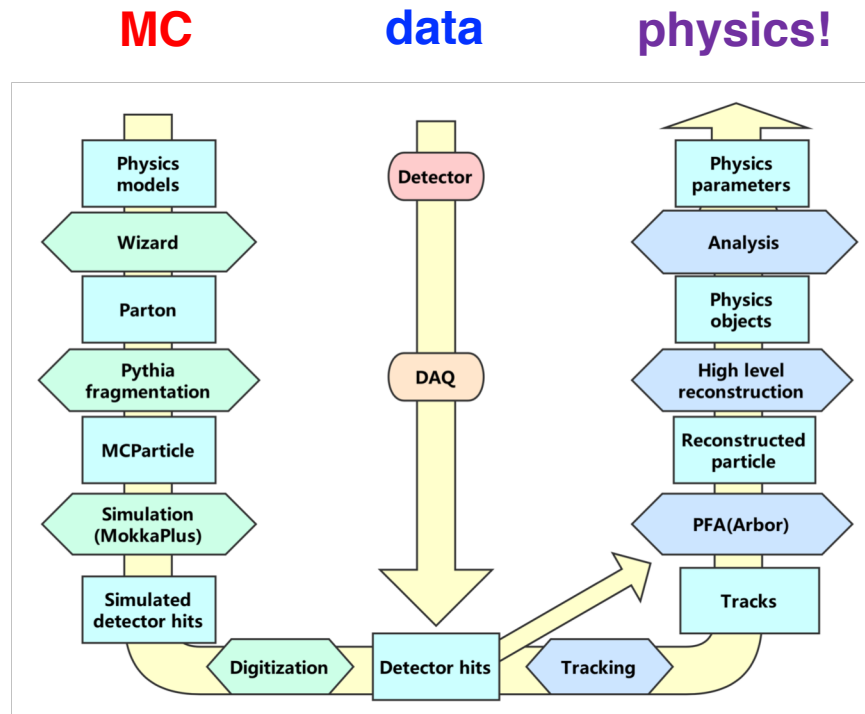 MC
data
physics!
Physics
models
Wizard
Parton
Pythia
fragmentation
MCParticle
Simulation
(MokkaPlus)
Simulated
detector hits
Digitization
Detector
DAQ
Detector hits
Tracking
Physics
parameters
Analysis
Physics
objects
High level
reconstruction
Reconstructed
particle
PFA(Arbor)
Tracks